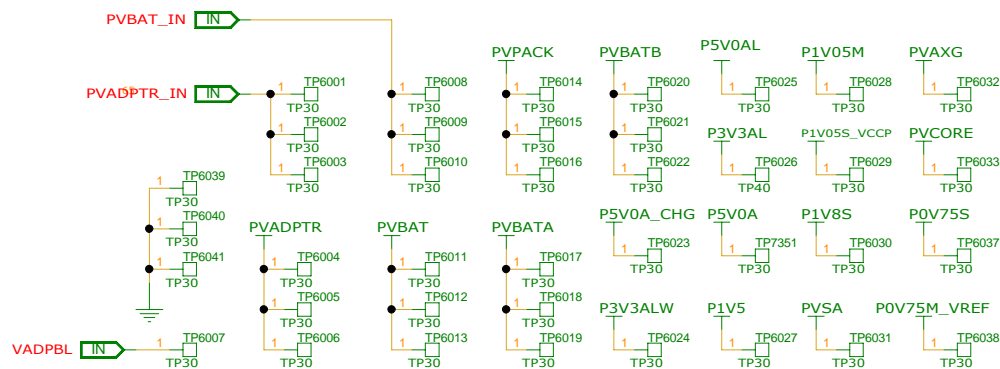 PVBAT_IN IN
PVADPTR_IN IN
1 TP6001 TP30
1 TP6002 TP30
1 TP6003 TP30
1 TP6008 TP30
1 TP6009 TP30
1 TP6010 TP30
PVPACK
1 TP6014 TP30
1 TP6015 TP30
1 TP6016 TP30
PVBATB
1 TP6020 TP30
1 TP6021 TP30
1 TP6022 TP30
P5V0AL
1 TP6025 TP30
P1V05M
1 TP6028 TP30
PVAXG
1 TP6032 TP30
P3V3AL
1 TP6026 TP40
P1V05S_VCCP
1 TP6029 TP30
PVCORE
1 TP6033 TP30
1 TP6039 TP30
1 TP6040 TP30
1 TP6041 TP30
PVADPTR
1 TP6004 TP30
1 TP6005 TP30
1 TP6006 TP30
PVBAT
1 TP6011 TP30
1 TP6012 TP30
1 TP6013 TP30
PVBATA
1 TP6017 TP30
1 TP6018 TP30
1 TP6019 TP30
P5V0A_CHG
1 TP6023 TP30
P5V0A
1 TP7351 TP30
P1V8S
1 TP6030 TP30
P0V75S
1 TP6037 TP30
P3V3ALW
1 TP6024 TP30
P1V5
1 TP6027 TP30
PVSA
1 TP6031 TP30
P0V75M_VREF
1 TP6038 TP30
VADPBL IN
1 TP6007 TP30